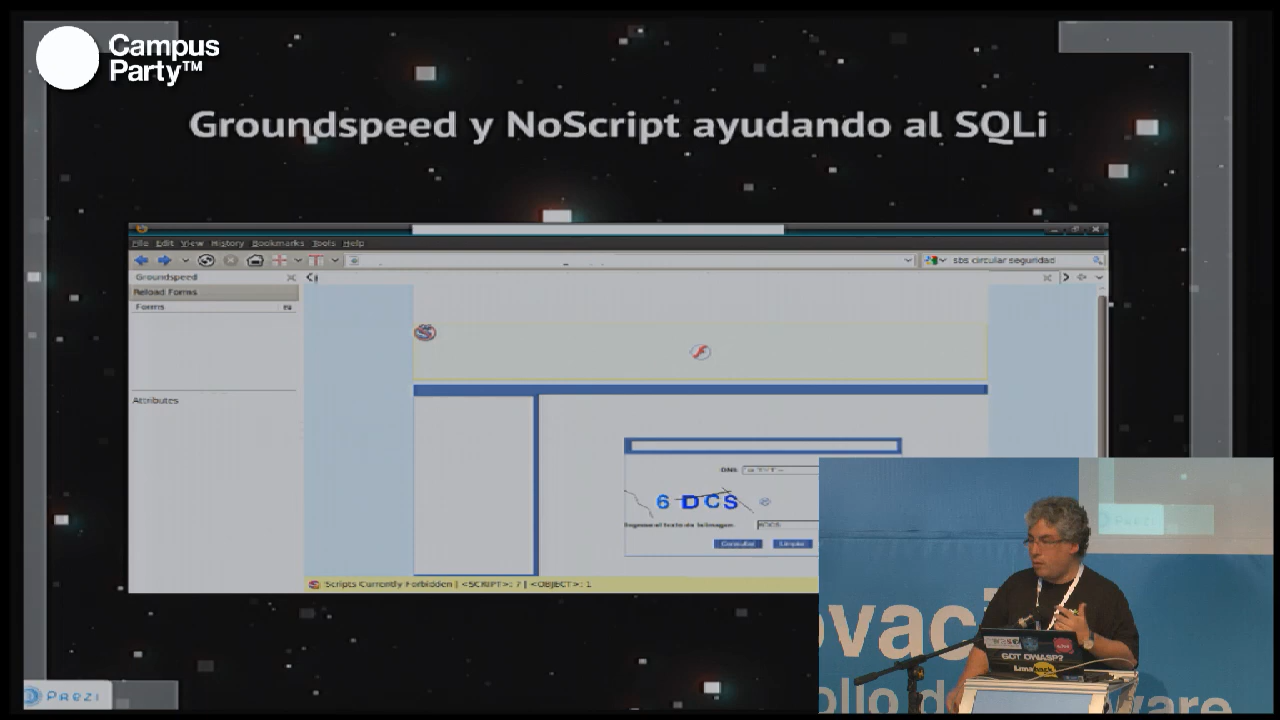 Campus
Party™
Groundspeed y NoScript ayudando al SQLi
File Edit View History Bookmarks Tools Help
sbs circular seguridad
Groundspeed
Reload Forms
Forms
Attributes
DNI
6 DCS
Ingrese el texto de la imagen
6DCS
Consultar Limpiar
Scripts Currently Forbidden | <SCRIPT>: 7 | <OBJECT>: 1
Prezi
GOT OWASP?